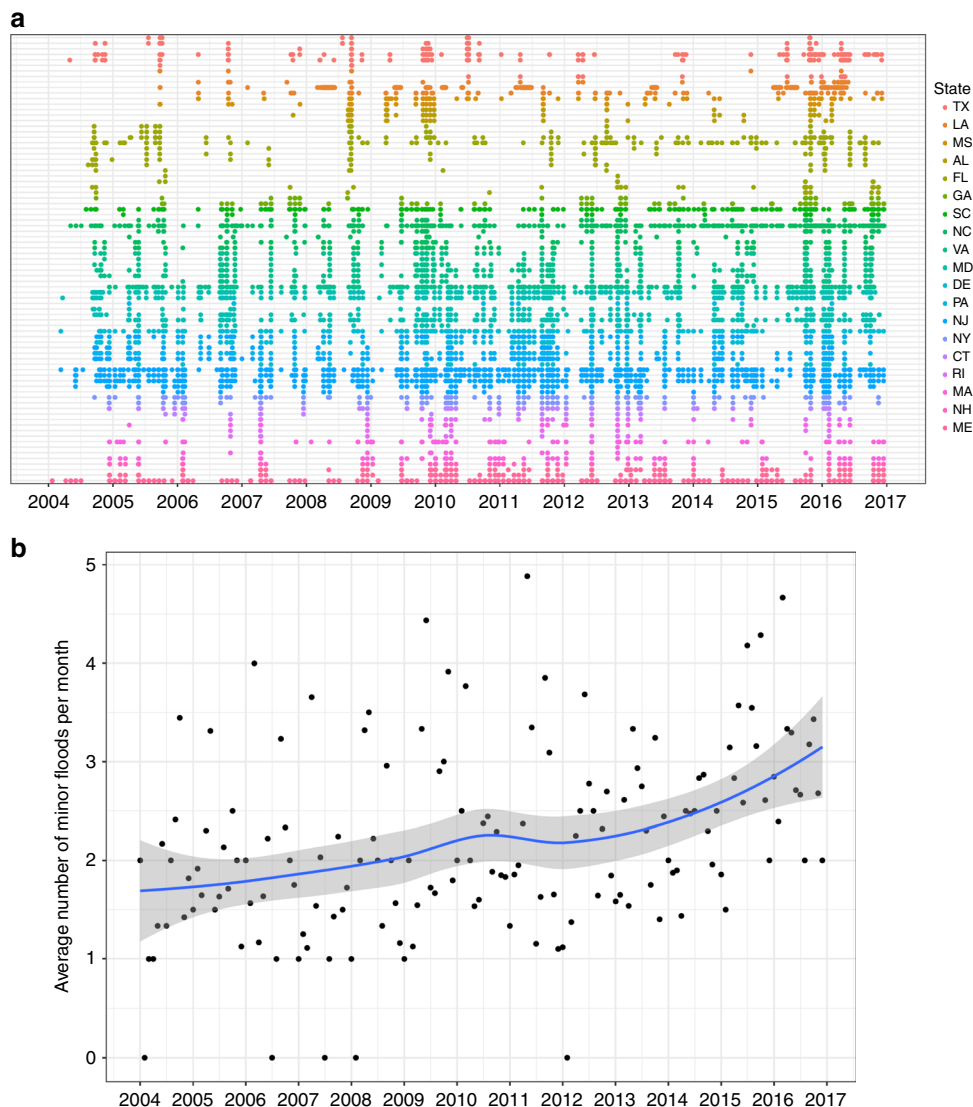 a
State
TX
LA
MS
AL
FL
GA
SC
NC
VA
MD
DE
PA
NJ
NY
CT
RI
MA
NH
ME
2004 2005 2006 2007 2008 2009 2010 2011 2012 2013 2014 2015 2016 2017
b
Average number of minor floods per month
5
4
3
2
1
0
2004 2005 2006 2007 2008 2009 2010 2011 2012 2013 2014 2015 2016 2017